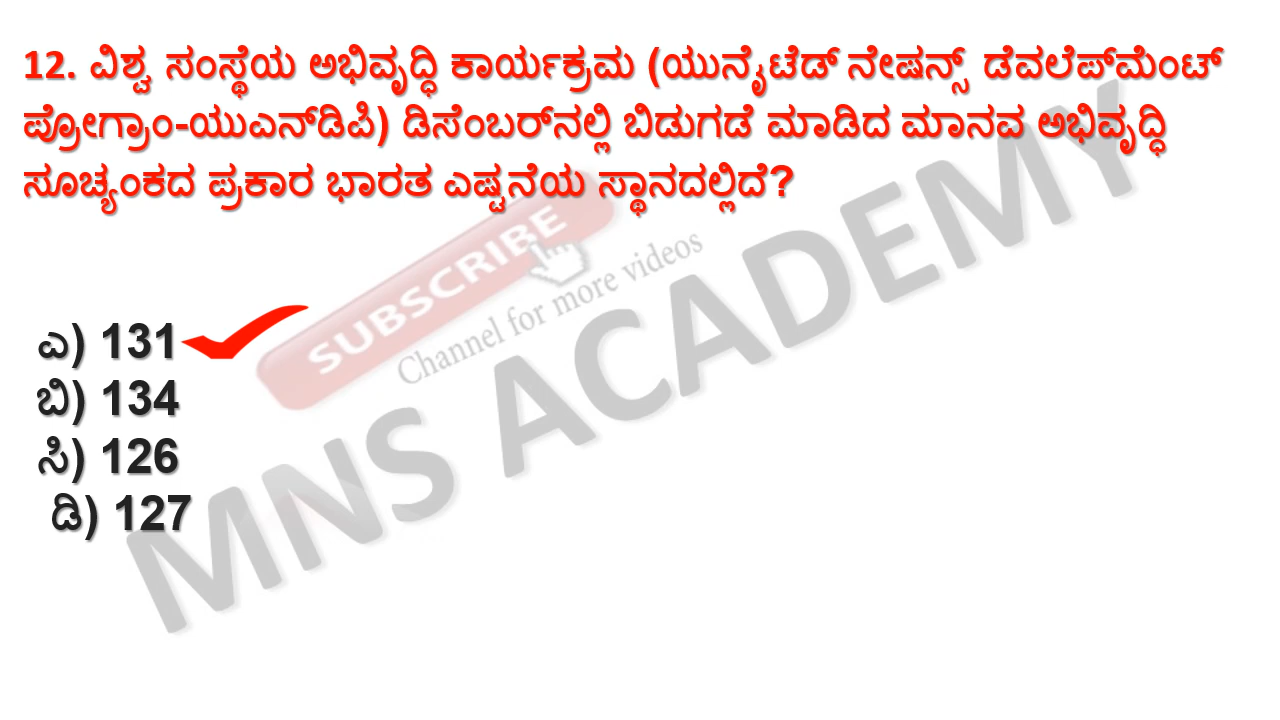 12. ವಿಶ್ವ ಸಂಸ್ಥೆಯ ಅಭಿವೃದ್ಧಿ ಕಾರ್ಯಕ್ರಮ (ಯುನೈಟೆಡ್ ನೇಷನ್ಸ್ ಡೆವಲೆಪ್‌ಮೆಂಟ್
ಪ್ರೋಗ್ರಾಂ-ಯುಎನ್‌ಡಿಪಿ) ಡಿಸೆಂಬರ್‌ನಲ್ಲಿ ಬಿಡುಗಡೆ ಮಾಡಿದ ಮಾನವ ಅಭಿವೃದ್ಧಿ
ಸೂಚ್ಯಂಕದ ಪ್ರಕಾರ ಭಾರತ ಎಷ್ಟನೆಯ ಸ್ಥಾನದಲ್ಲಿದೆ?
ಎ) 131
ಬಿ) 134
ಸಿ) 126
ಡಿ) 127
SUBSCRIBE
Channel for more videos
MNS ACADEMY